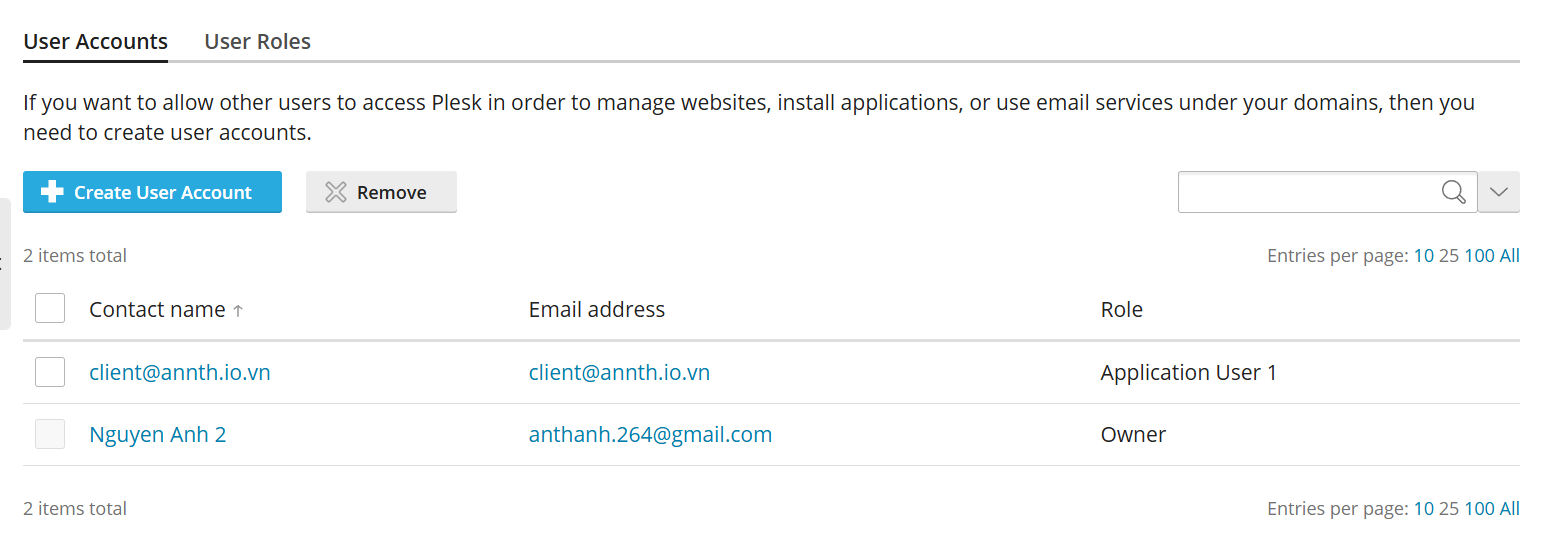 User Accounts User Roles
If you want to allow other users to access Plesk in order to manage websites, install applications, or use email services under your domains, then you
need to create user accounts.
Create User Account Remove
2 items total Entries per page: 10 25 100 All
Contact name ↑ Email address Role
client@annth.io.vn client@annth.io.vn Application User 1
Nguyen Anh 2 anthanh.264@gmail.com Owner
2 items total Entries per page: 10 25 100 All